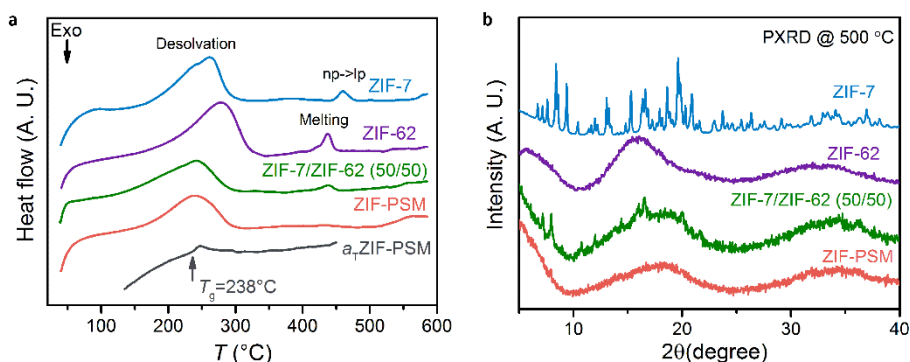 a
Exo
Desolvation
ZIF-7
np->lp
ZIF-62
Melting
ZIF-7/ZIF-62 (50/50)
ZIF-PSM
aTZIF-PSM
Tg=238°C
Heat flow (A. U.)
100 200 300 400 500 600
T (°C)
b
PXRD @ 500 °C
ZIF-7
ZIF-62
ZIF-7/ZIF-62 (50/50)
ZIF-PSM
Intensity (A. U.)
10 20 30 40
2θ(degree)